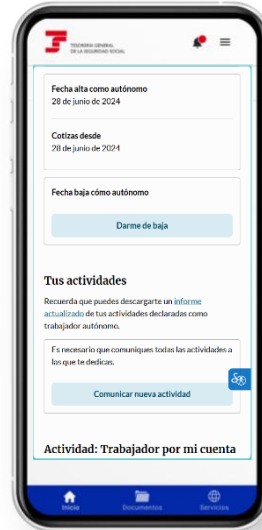 TESORERÍA GENERAL
DE LA SEGURIDAD SOCIAL
Fecha alta como autónomo
28 de junio de 2024
Cotizas desde
28 de junio de 2024
Fecha baja cómo autónomo
Darme de baja
Tus actividades
Recuerda que puedes descargarte un informe
actualizado de tus actividades declaradas como
trabajador autónomo.
Es necesario que comuniques todas las actividades a
las que te dedicas.
Comunicar nueva actividad
Actividad: Trabajador por mi cuenta
Inicio
Documentos
Servicios